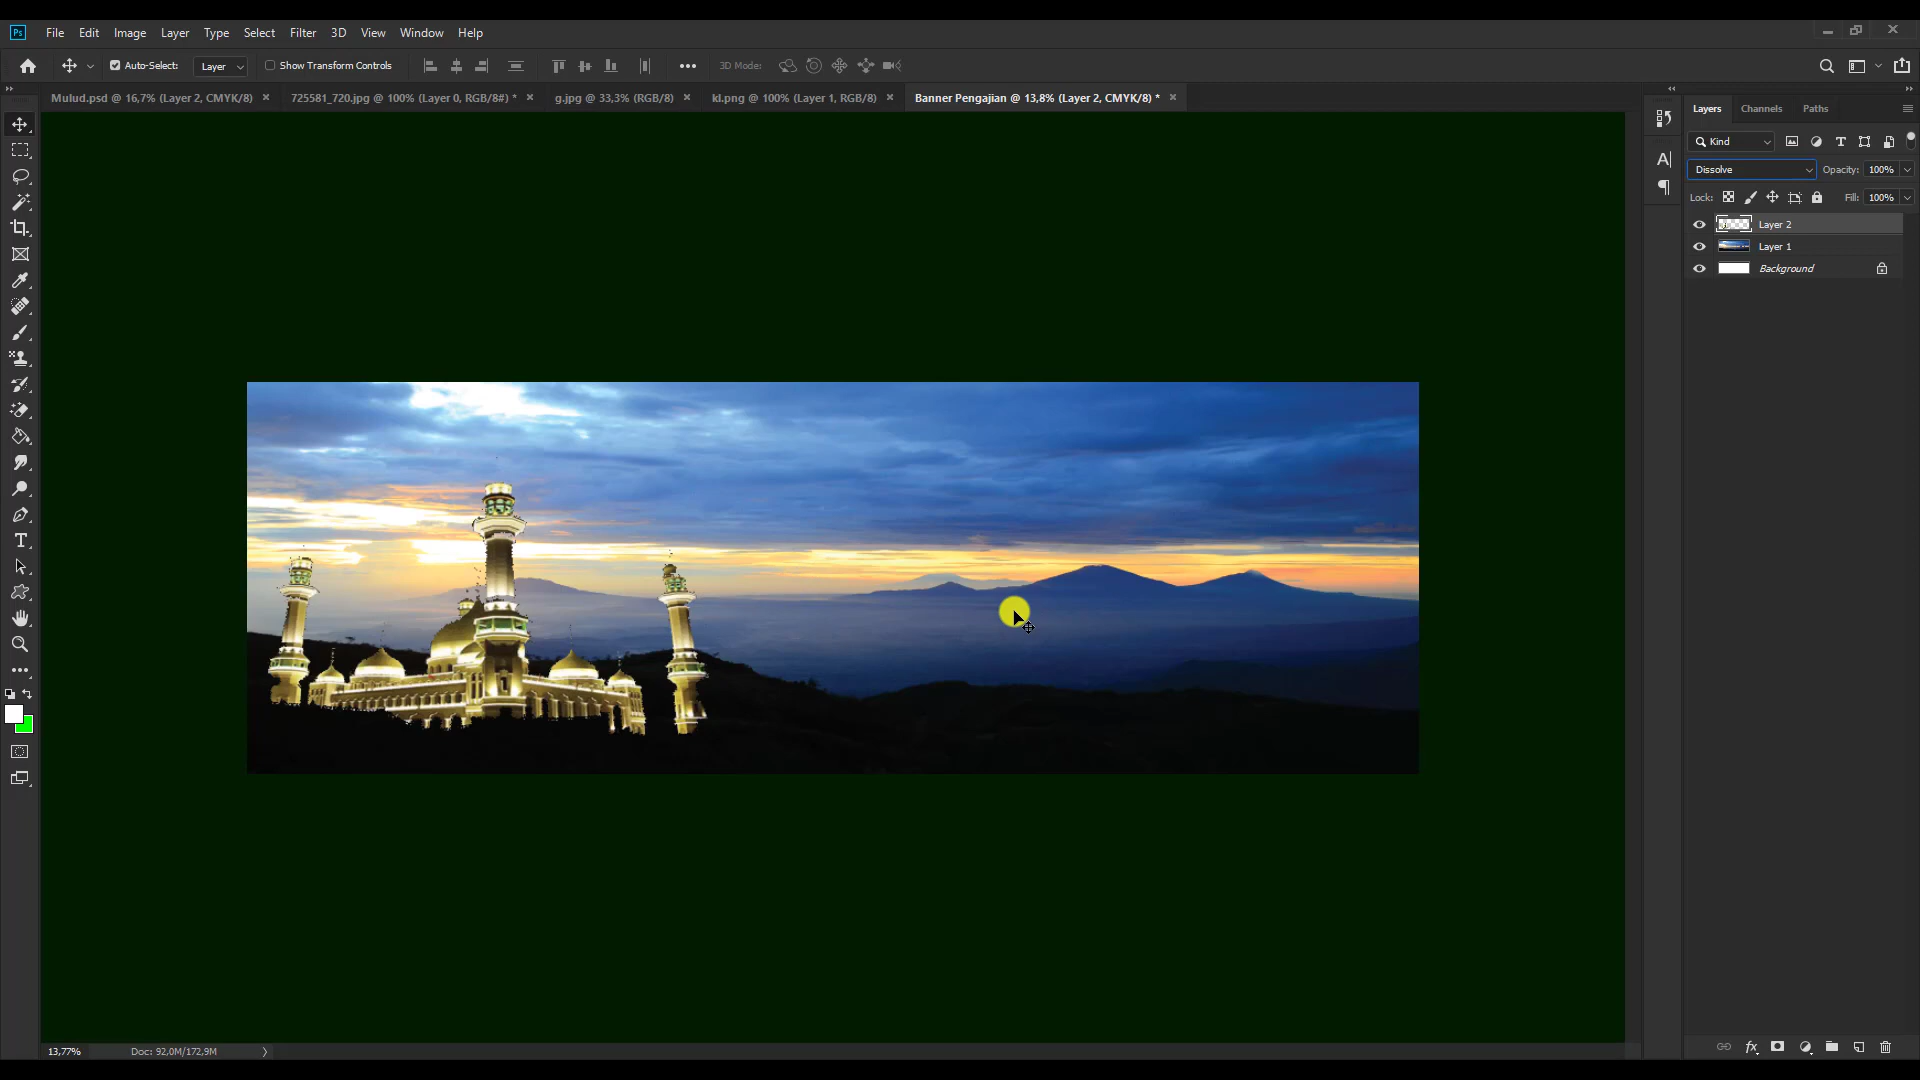 Ps File Edit Image Layer Type Select Filter 3D View Window Help
Auto-Select: Layer Show Transform Controls 3D Mode:
Mulud.psd @ 16,7% (Layer 2, CMYK/8) × 725581_720.jpg @ 100% (Layer 0, RGB/8#) * × g.jpg @ 33,3% (RGB/8) × kl.png @ 100% (Layer 1, RGB/8) × Banner Pengajian @ 13,8% (Layer 2, CMYK/8) * ×
Layers Channels Paths
Kind
Dissolve Opacity: 100%
Lock: Fill: 100%
Layer 2
Layer 1
Background
13,77% Doc: 92,0M/172,9M